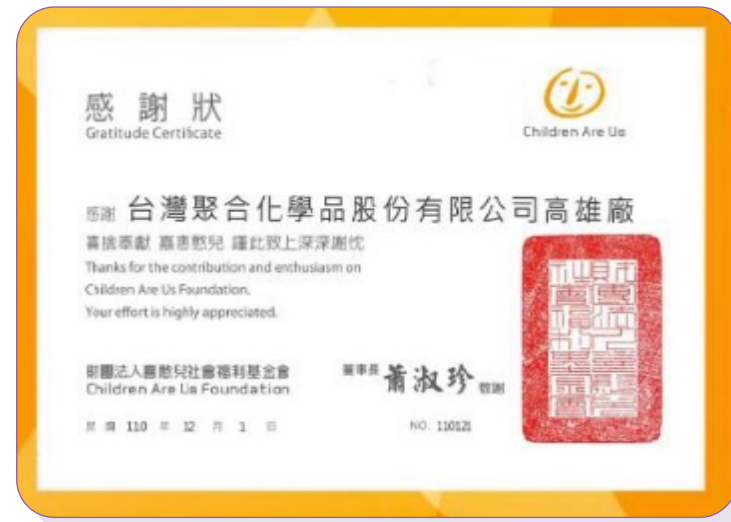 感謝狀
Gratitude Certificate
Children Are Us
感謝 台灣聚合化學品股份有限公司高雄廠
喜捨奉獻 嘉惠憨兒 謹此致上深深謝忱
Thanks for the contribution and enthusiasm on
Children Are Us Foundation.
Your effort is highly appreciated.
財團法人喜憨兒社會福利基金會
Children Are Us Foundation
董事長 蕭淑珍 敬謝
民國 110 年 12 月 1 日
NO. 110121